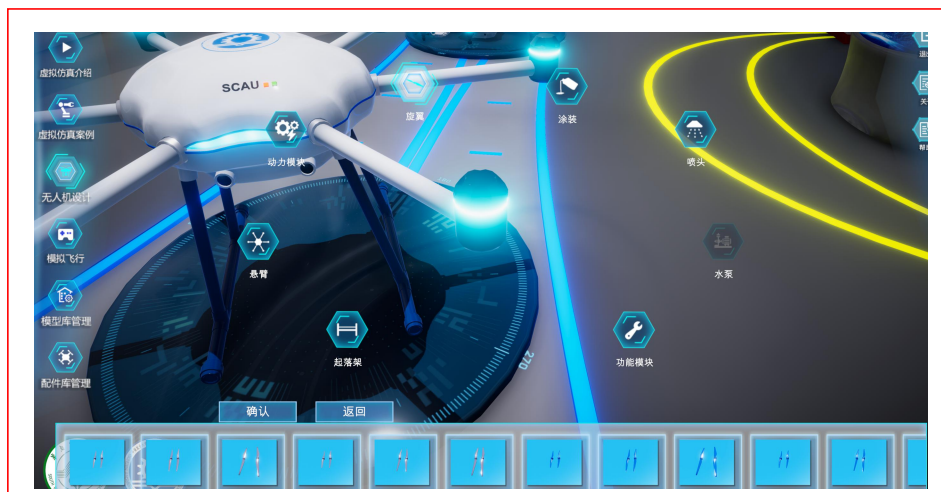 虚拟仿真介绍
虚拟仿真案例
无人机设计
模拟飞行
模型库管理
配件库管理
SCAU
动力模块
旋翼
涂装
喷头
水泵
悬臂
起落架
功能模块
270
确认
返回